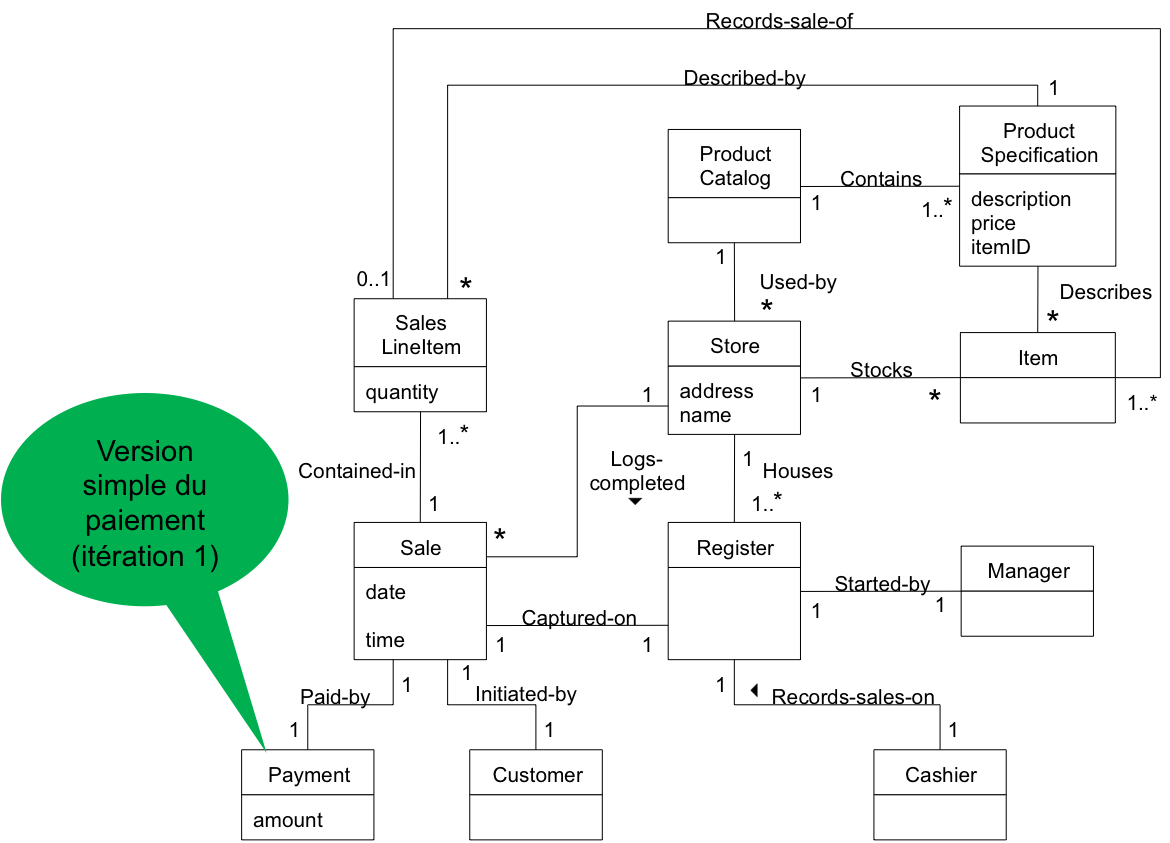 Records-sale-of
Described-by
1
Product
Specification
description
price
itemID
Product
Catalog
Contains
1
1..*
1
Used-by
*
Describes
*
0..1
*
Sales
LineItem
quantity
Store
address
name
Item
Stocks
1
1
*
1..*
1..*
Contained-in
1
Logs-
completed
1
Houses
1..*
*
Version
simple du
paiement
(itération 1)
Sale
date
time
Register
Manager
Started-by
1
1
Captured-on
1
1
1
1
1
Paid-by
Initiated-by
Records-sales-on
1
1
1
Payment
amount
Customer
Cashier